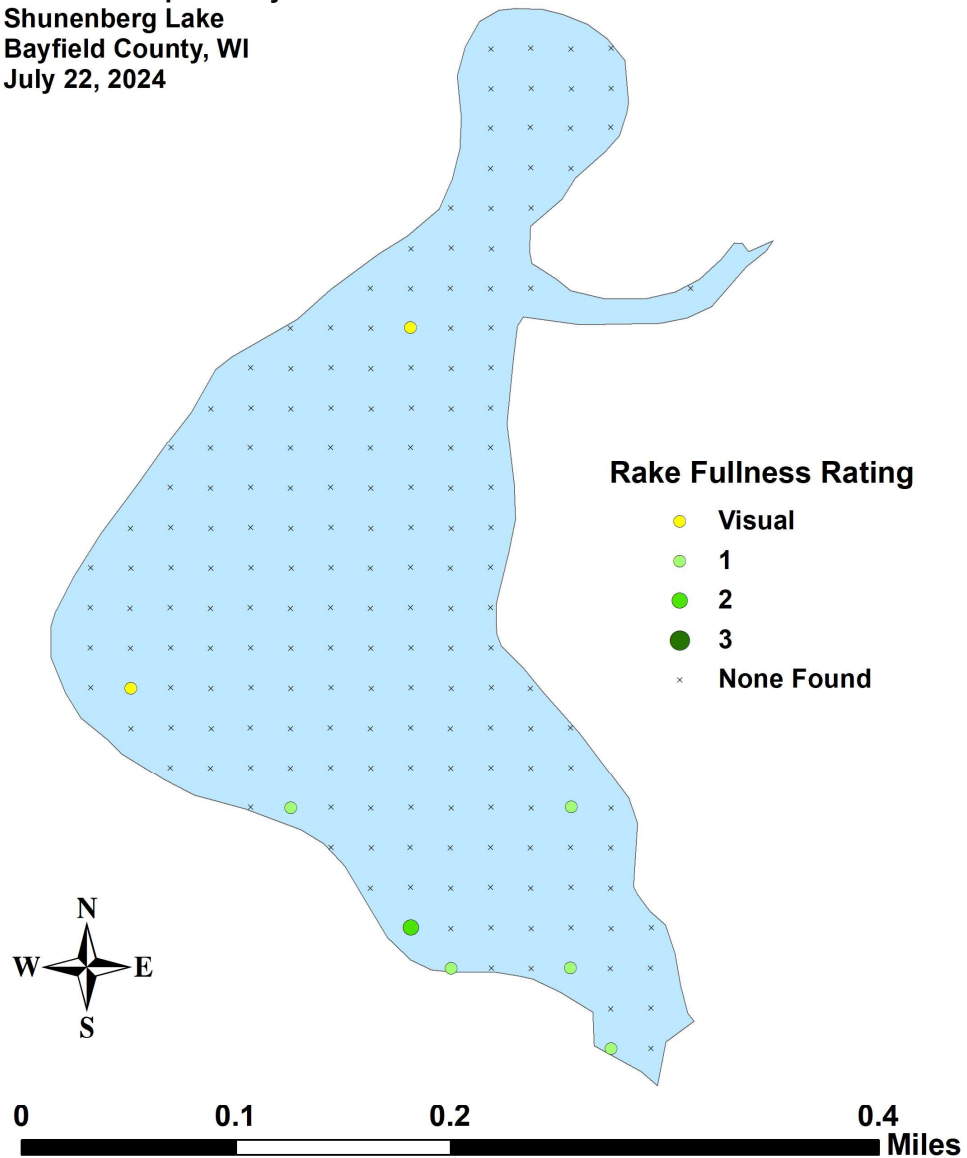 Shunenberg Lake
Bayfield County, WI
July 22, 2024
Rake Fullness Rating
Visual
1
2
3
None Found
N
W E
S
0 0.1 0.2 0.4
Miles